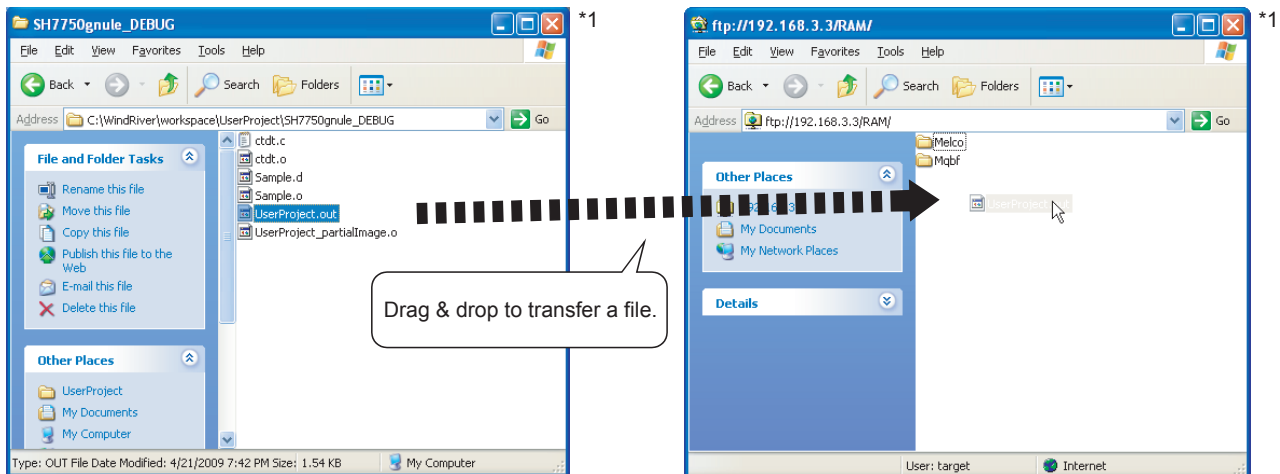 SH7750gnule_DEBUG
*1
File Edit View Favorites Tools Help
Back Search Folders
Address C:\WindRiver\workspace\UserProject\SH7750gnule_DEBUG Go
File and Folder Tasks
Rename this file
Move this file
Copy this file
Publish this file to the
Web
E-mail this file
Delete this file
Other Places
UserProject
My Documents
My Computer
ctdt.c
ctdt.o
Sample.d
Sample.o
UserProject.out
UserProject_partialImage.o
Type: OUT File Date Modified: 4/21/2009 7:42 PM Size: 1.54 KB My Computer
Drag & drop to transfer a file.
ftp://192.168.3.3/RAM/
*1
File Edit View Favorites Tools Help
Back Search Folders
Address ftp://192.168.3.3/RAM/ Go
Other Places
My Documents
My Network Places
Details
Melco
Mqbf
User: target Internet